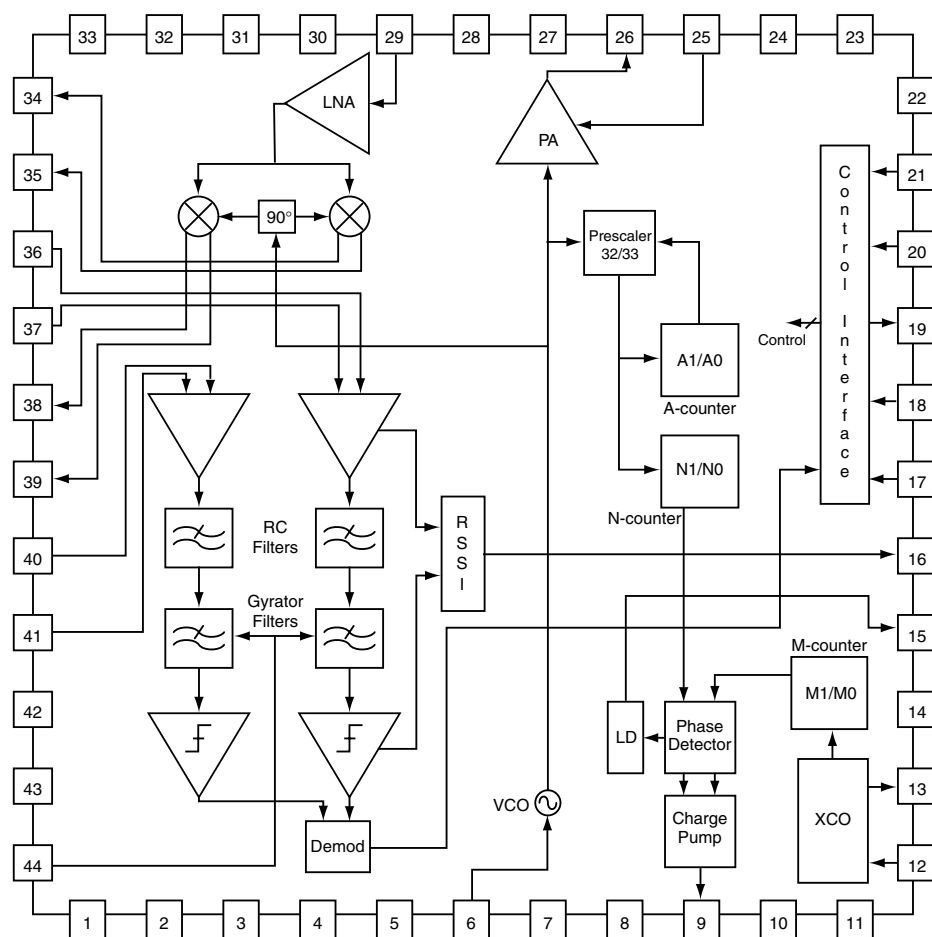 33 32 31 30 29 28 27 26 25 24 23
34
LNA
PA
22
35
Control Interface
21
90°
36
Prescaler
32/33
20
37
Control
19
A1/A0
38
A-counter
18
39
N1/N0
17
N-counter
RC
Filters
RSSI
40
16
Gyrator
Filters
41
15
M-counter
M1/M0
42
14
LD
Phase
Detector
43
13
VCO
Charge
Pump
XCO
Demod
44
12
1 2 3 4 5 6 7 8 9 10 11